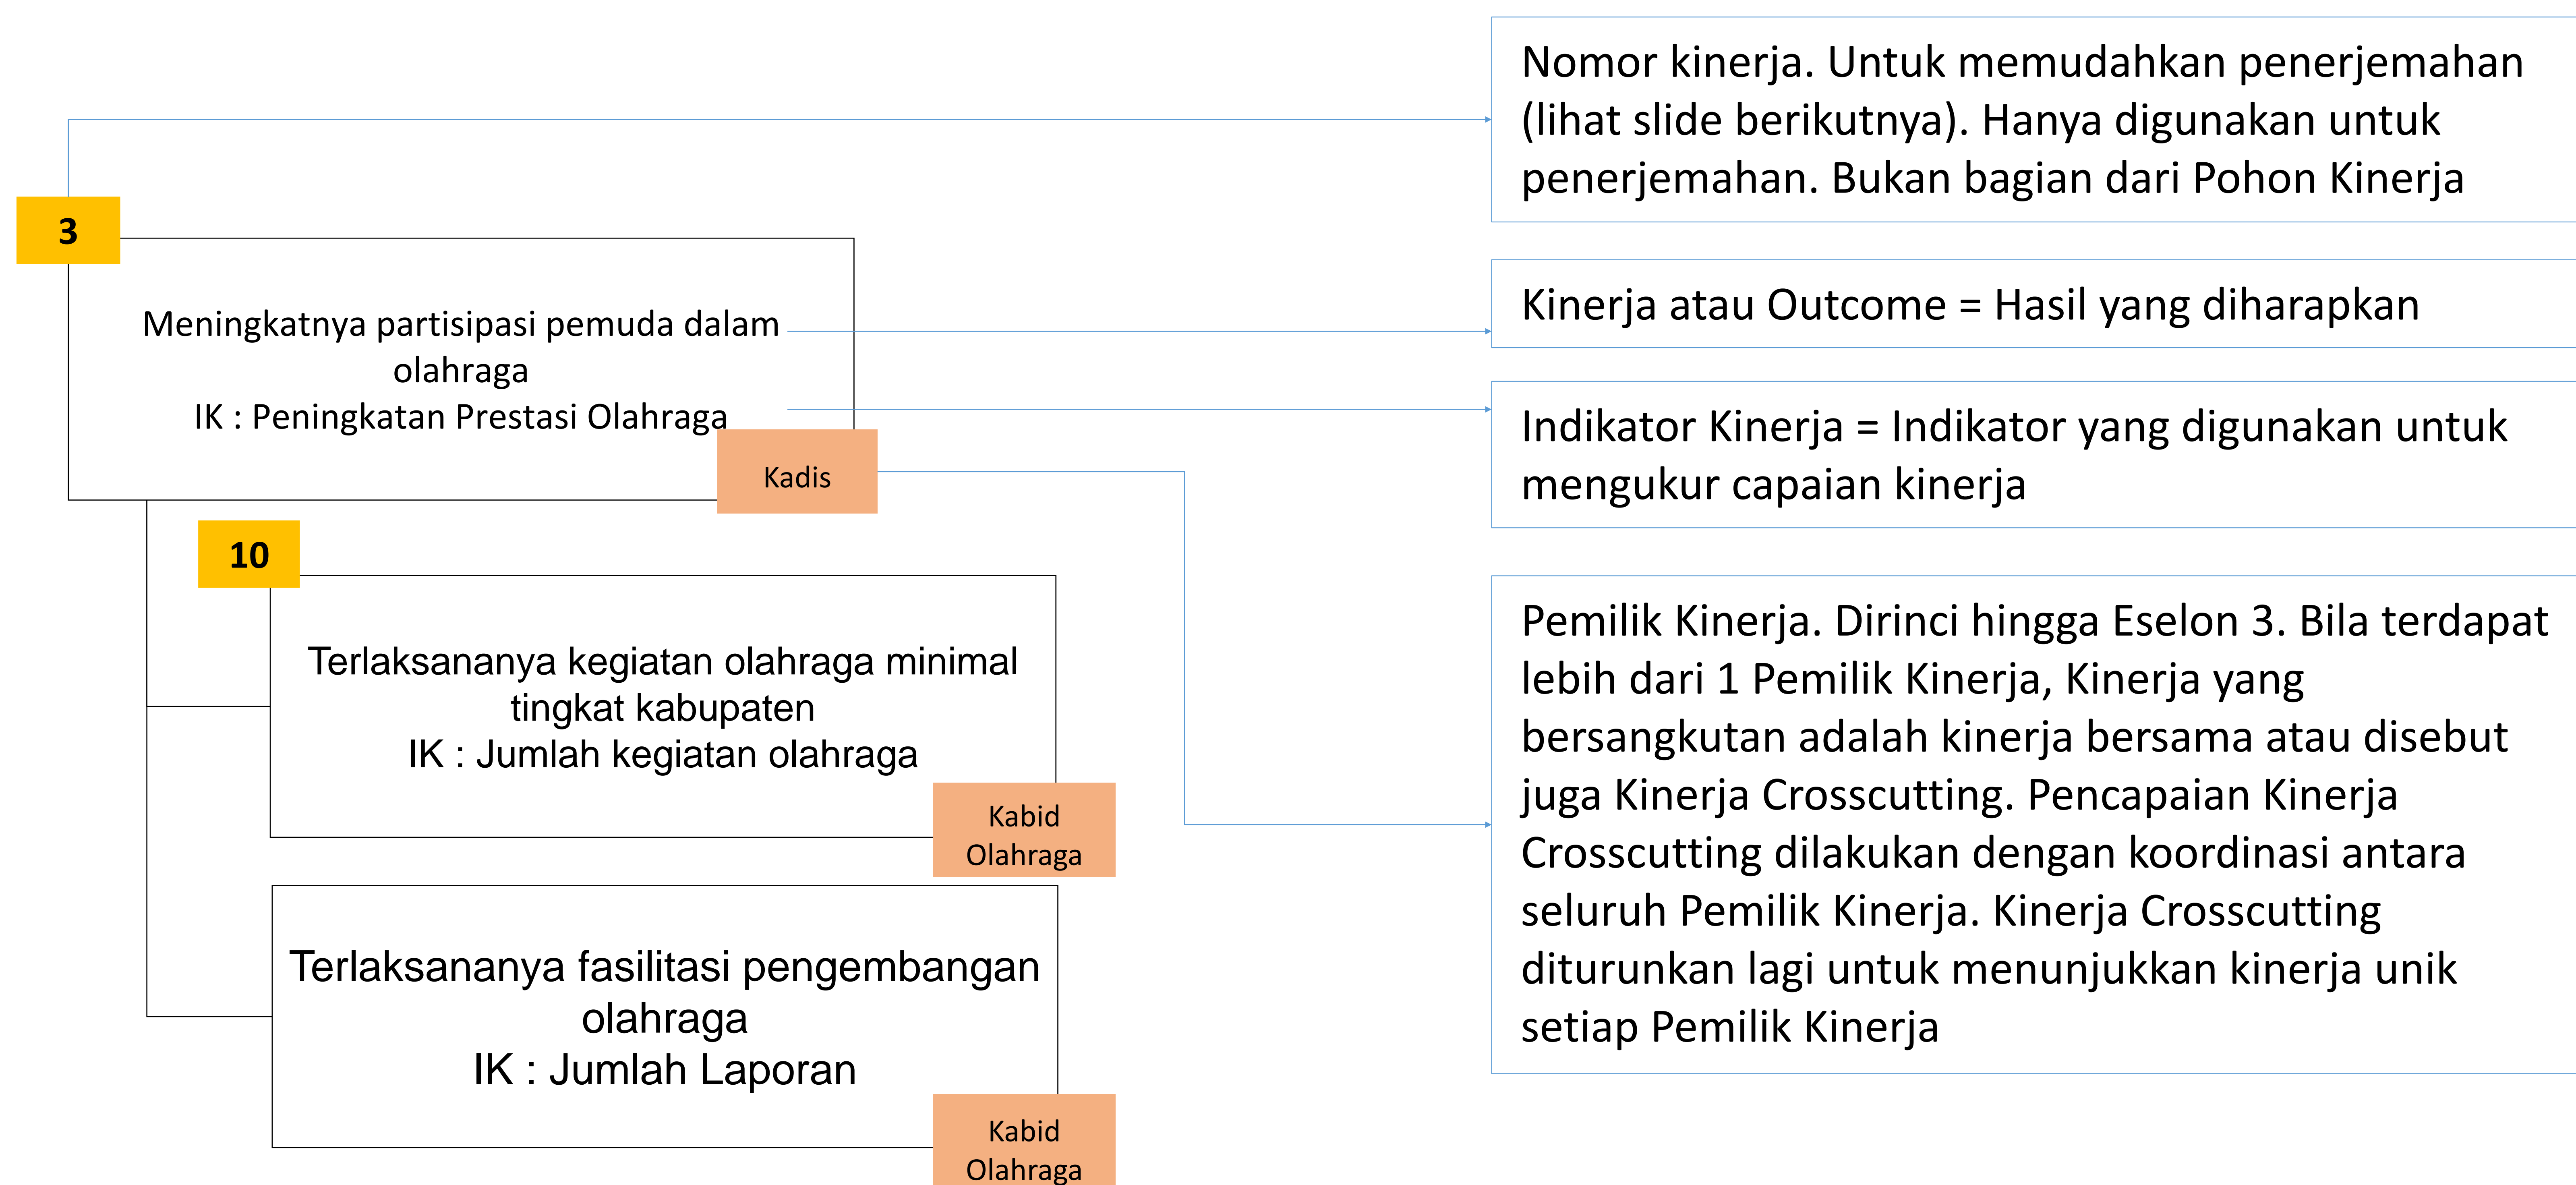 3
Meningkatnya partisipasi pemuda dalam
olahraga
IK : Peningkatan Prestasi Olahraga
Kadis
10
Terlaksananya kegiatan olahraga minimal
tingkat kabupaten
IK : Jumlah kegiatan olahraga
Kabid
Olahraga
Terlaksananya fasilitasi pengembangan
olahraga
IK : Jumlah Laporan
Kabid
Olahraga
Nomor kinerja. Untuk memudahkan penerjemahan
(lihat slide berikutnya). Hanya digunakan untuk
penerjemahan. Bukan bagian dari Pohon Kinerja
Kinerja atau Outcome = Hasil yang diharapkan
Indikator Kinerja = Indikator yang digunakan untuk
mengukur capaian kinerja
Pemilik Kinerja. Dirinci hingga Eselon 3. Bila terdapat
lebih dari 1 Pemilik Kinerja, Kinerja yang
bersangkutan adalah kinerja bersama atau disebut
juga Kinerja Crosscutting. Pencapaian Kinerja
Crosscutting dilakukan dengan koordinasi antara
seluruh Pemilik Kinerja. Kinerja Crosscutting
diturunkan lagi untuk menunjukkan kinerja unik
setiap Pemilik Kinerja